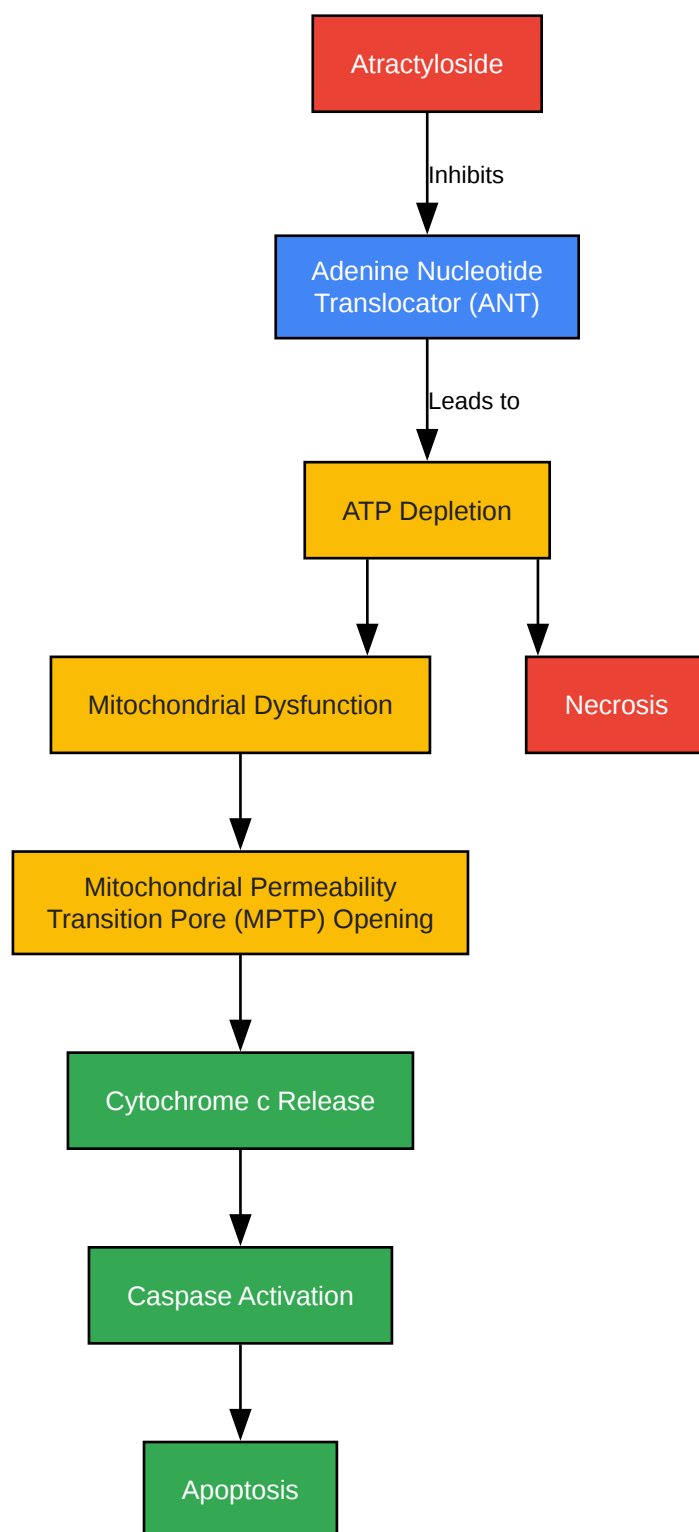 Atractyloside
Inhibits
Adenine Nucleotide
Translocator (ANT)
Leads to
ATP Depletion
Mitochondrial Dysfunction
Necrosis
Mitochondrial Permeability
Transition Pore (MPTP) Opening
Cytochrome c Release
Caspase Activation
Apoptosis